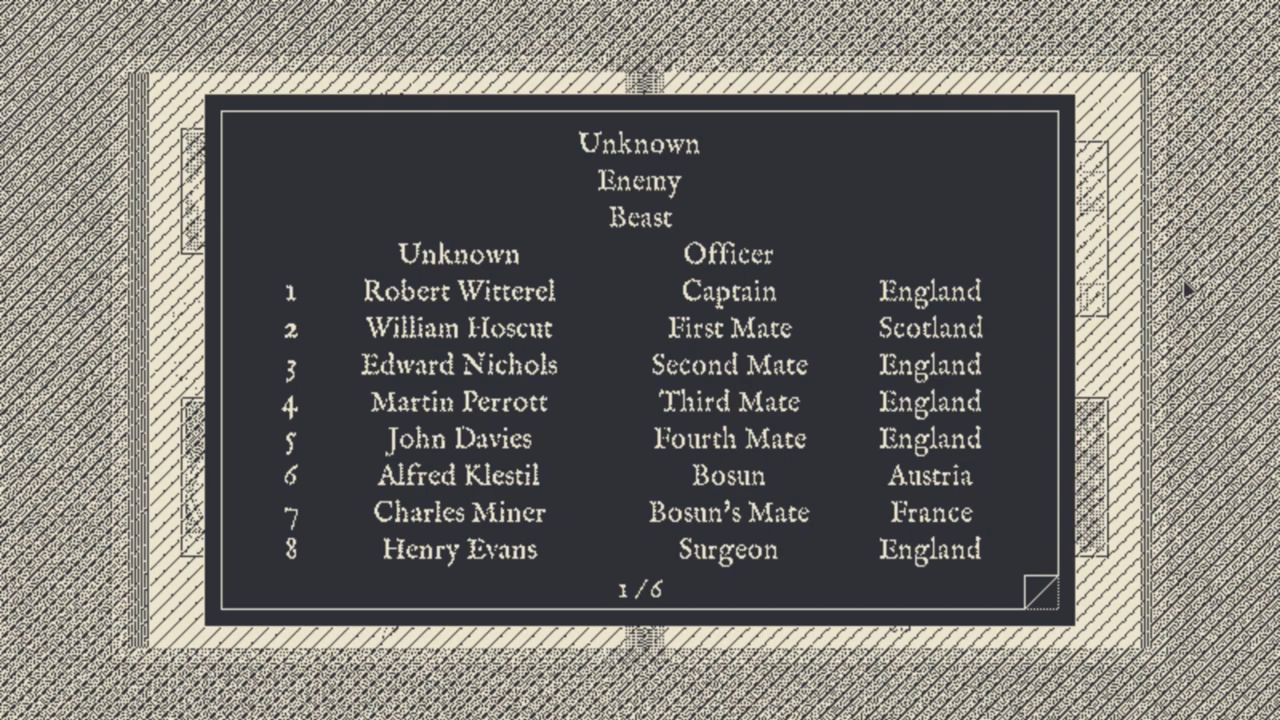 Unknown
Enemy
Beast
Unknown Officer
1 Robert Witterel Captain England
2 William Hoscut First Mate Scotland
3 Edward Nichols Second Mate England
4 Martin Perrott Third Mate England
5 John Davies Fourth Mate England
6 Alfred Klestil Bosun Austria
7 Charles Miner Bosun's Mate France
8 Henry Evans Surgeon England
1/6